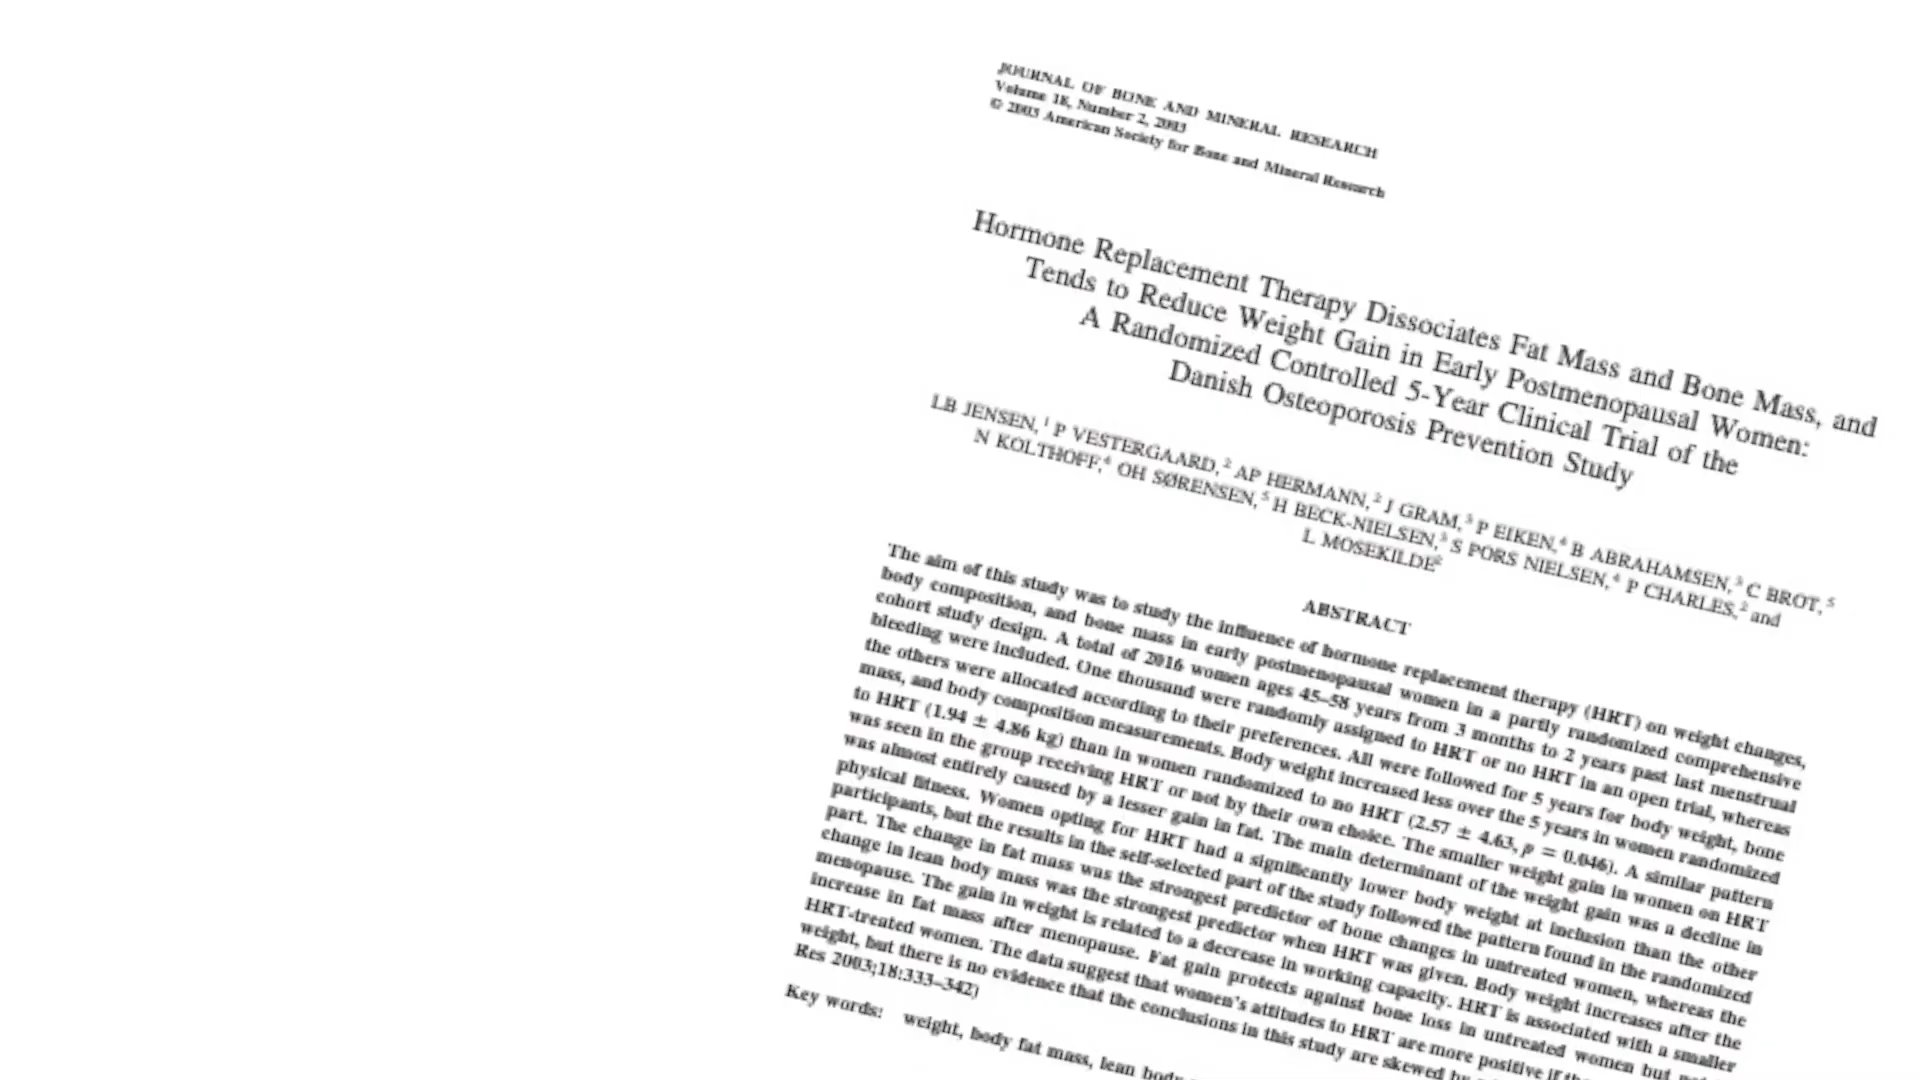 JOURNAL OF BONE AND MINERAL RESEARCH
Volume 18, Number 2, 2003
© 2003 American Society for Bone and Mineral Research
Hormone Replacement Therapy Dissociates Fat Mass and Bone Mass, and
Tends to Reduce Weight Gain in Early Postmenopausal Women:
A Randomized Controlled 5-Year Clinical Trial of the
Danish Osteoporosis Prevention Study
LB JENSEN,¹ P VESTERGAARD,² AP HERMANN,² J GRAM,³ P EIKEN,⁴ B ABRAHAMSEN,³ C BROT,⁵
N KOLTHOFF,⁴ OH SØRENSEN,⁵ H BECK-NIELSEN,³ S PORS NIELSEN,⁴ P CHARLES,² and
L MOSEKILDE²
ABSTRACT
The aim of this study was to study the influence of hormone replacement therapy (HRT) on weight changes,
body composition, and bone mass in early postmenopausal women in a partly randomized comprehensive
cohort study design. A total of 2016 women ages 45–58 years from 3 months to 2 years past last menstrual
bleeding were included. One thousand were randomly assigned to HRT or no HRT in an open trial, whereas
the others were allocated according to their preferences. All were followed for 5 years for body weight, bone
mass, and body composition measurements. Body weight increased less over the 5 years in women randomized
to HRT (1.94 ± 4.86 kg) than in women randomized to no HRT (2.57 ± 4.63, p = 0.046). A similar pattern
was seen in the group receiving HRT or not by their own choice. The smaller weight gain in women on HRT
was almost entirely caused by a lesser gain in fat. The main determinant of the weight gain was a decline in
physical fitness. Women opting for HRT had a significantly lower body weight at inclusion than the other
participants, but the results in the self-selected part of the study followed the pattern found in the randomized
part. The change in fat mass was the strongest predictor of bone changes in untreated women, whereas the
change in lean body mass was the strongest predictor when HRT was given. Body weight increases after the
menopause. The gain in weight is related to a decrease in working capacity. HRT is associated with a smaller
increase in fat mass after menopause. Fat gain protects against bone loss in untreated women but
HRT-treated women. The data suggest that women's attitudes to HRT are more positive if
weight, but there is no evidence that the conclusions in this study are skewed
Res 2003;18:333–342)
Key words: weight, body fat mass, lean body